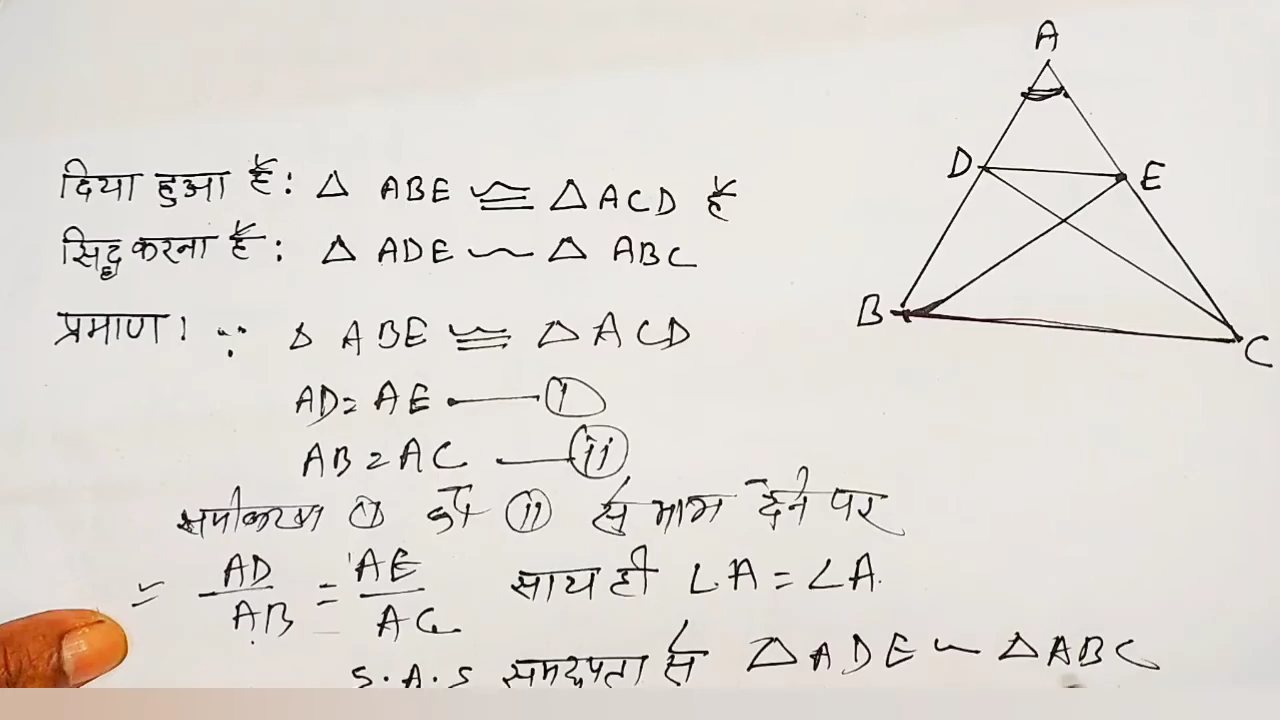 A
D
E
B
C
दिया हुआ है: △ ABE ≅ △ ACD है
सिद्ध करना है: △ ADE ~ △ ABC
प्रमाण। ∵ △ ABE ≅ △ ACD
AD = AE — (i)
AB = AC — (ii)
समीकरण (i) को (ii) से भाग देने पर
= AD/AB = AE/AC साथ ही ∠A = ∠A.
S.A.S समरूपता से △ ADE ~ △ ABC